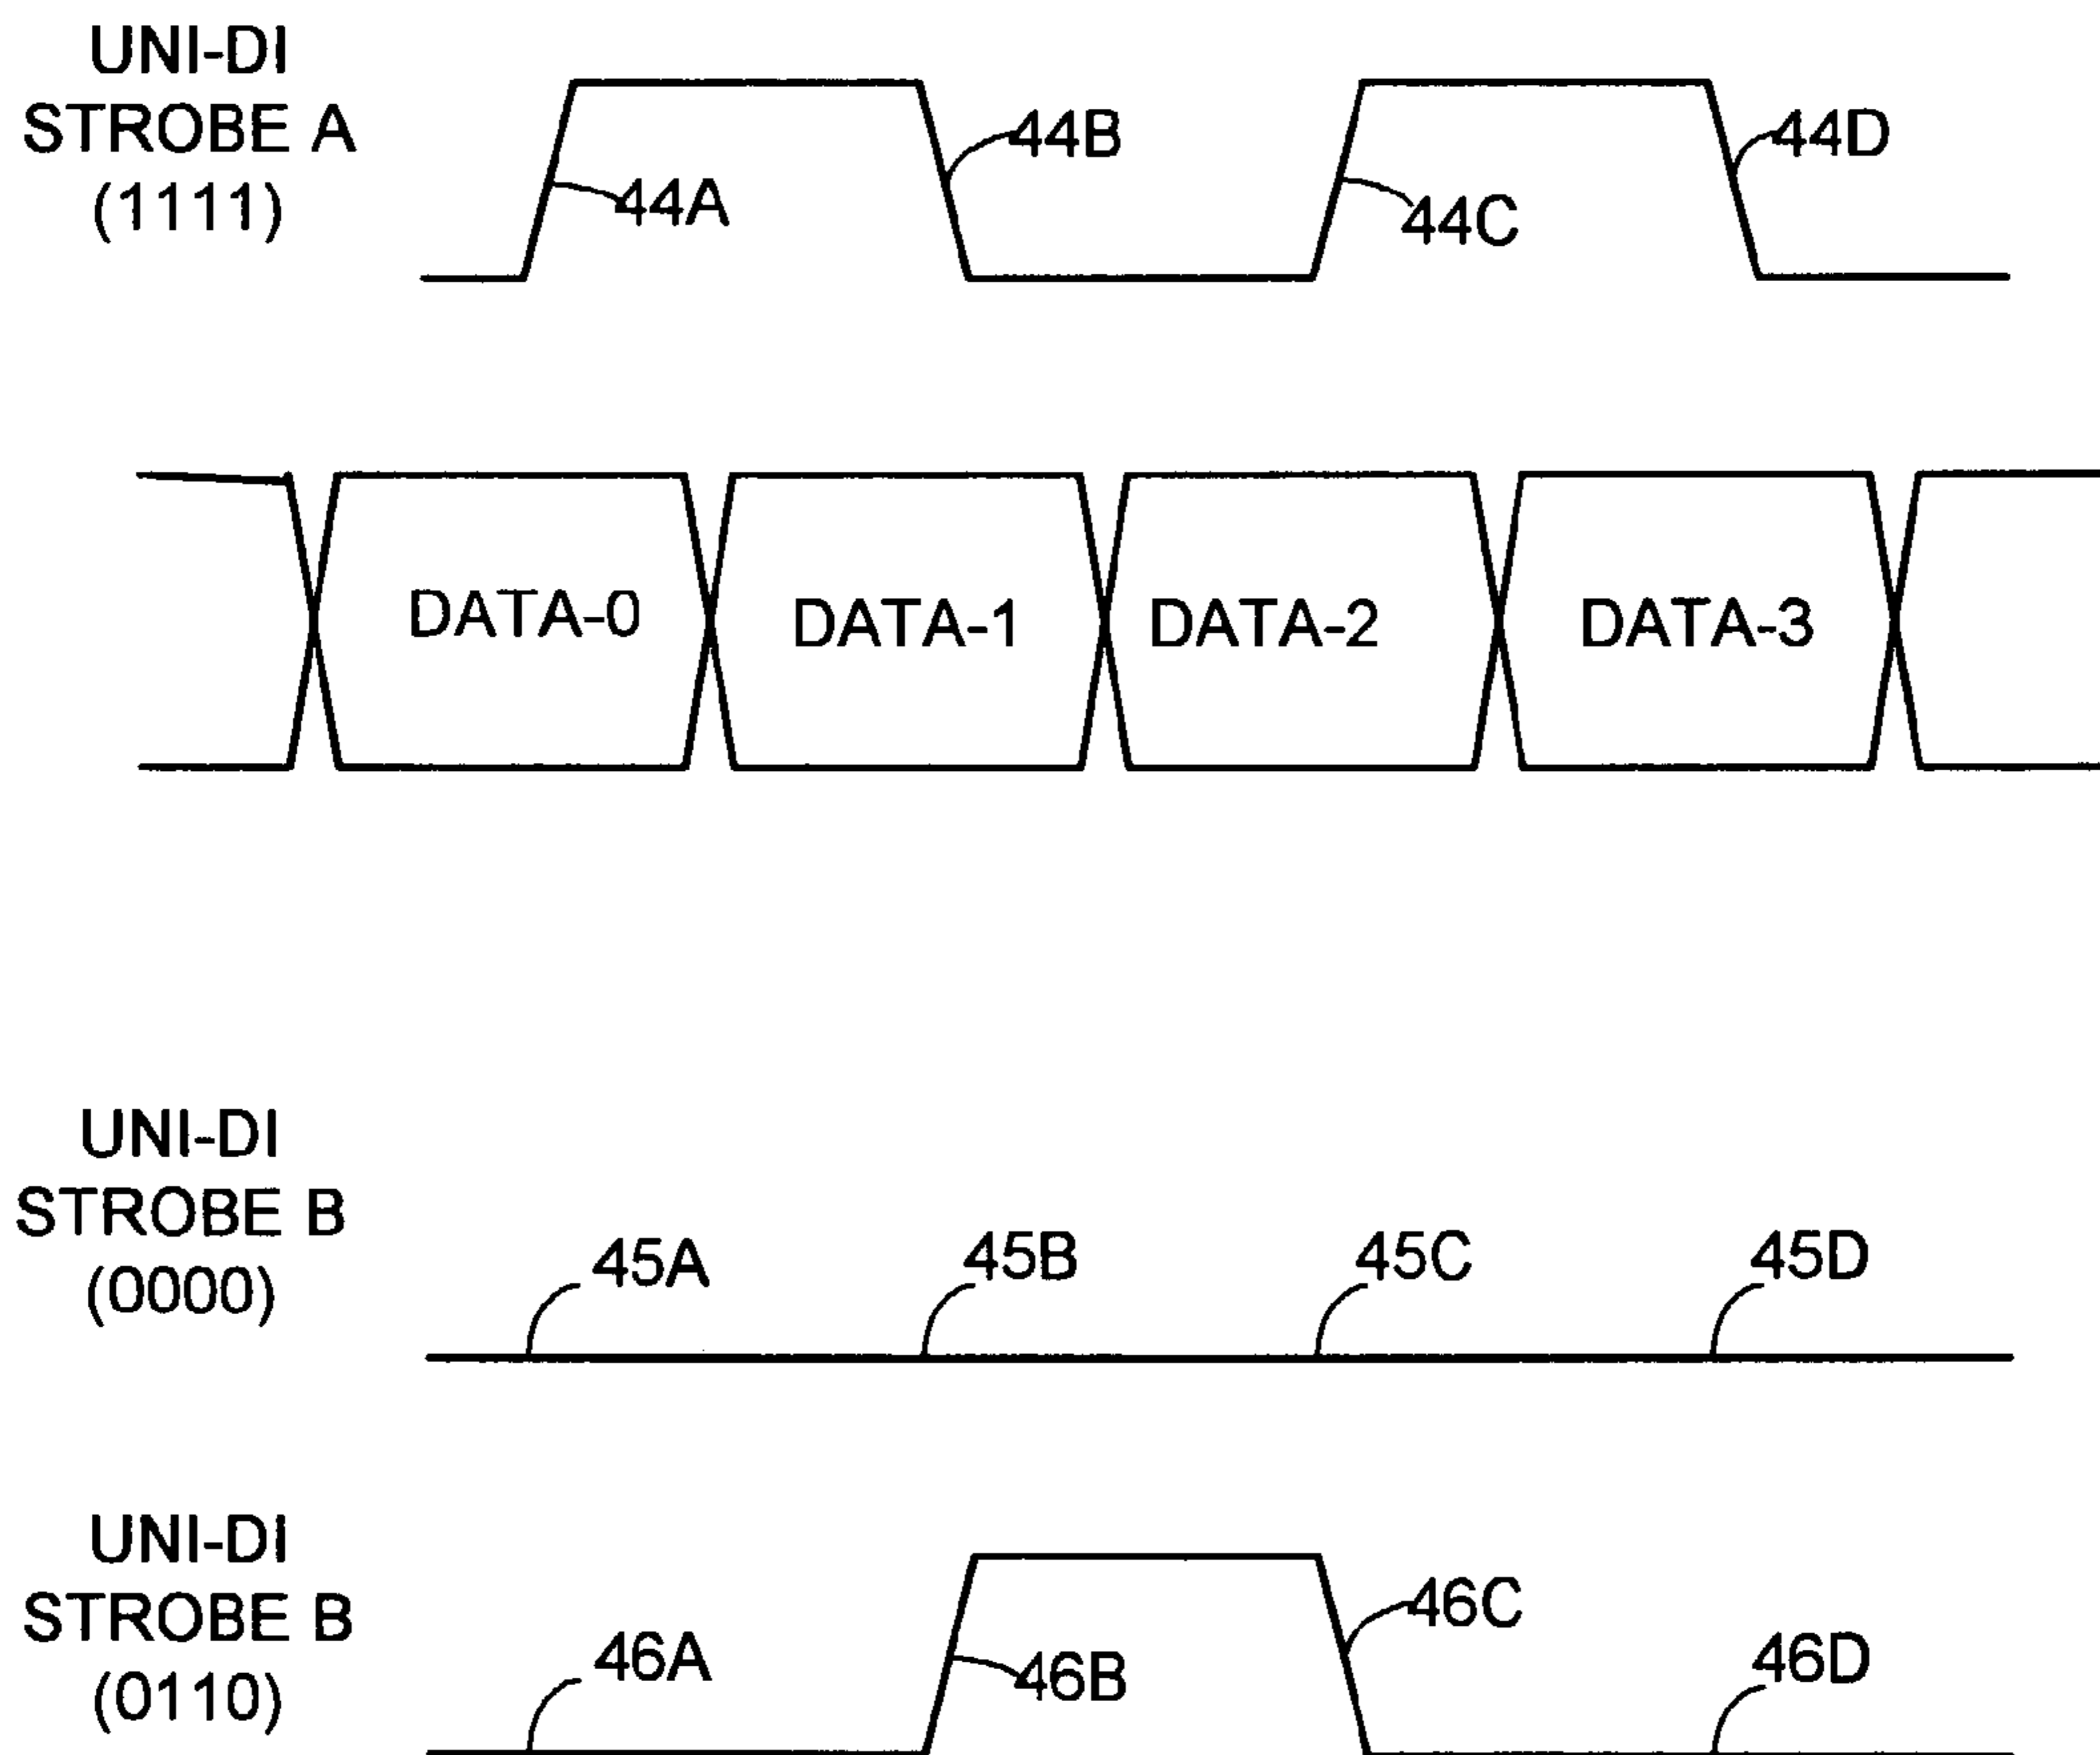 UNI-DI
STROBE A
(1111)
44A
44B
44C
44D
DATA-0
DATA-1
DATA-2
DATA-3
UNI-DI
STROBE B
(0000)
45A
45B
45C
45D
UNI-DI
STROBE B
(0110)
46A
46B
46C
46D